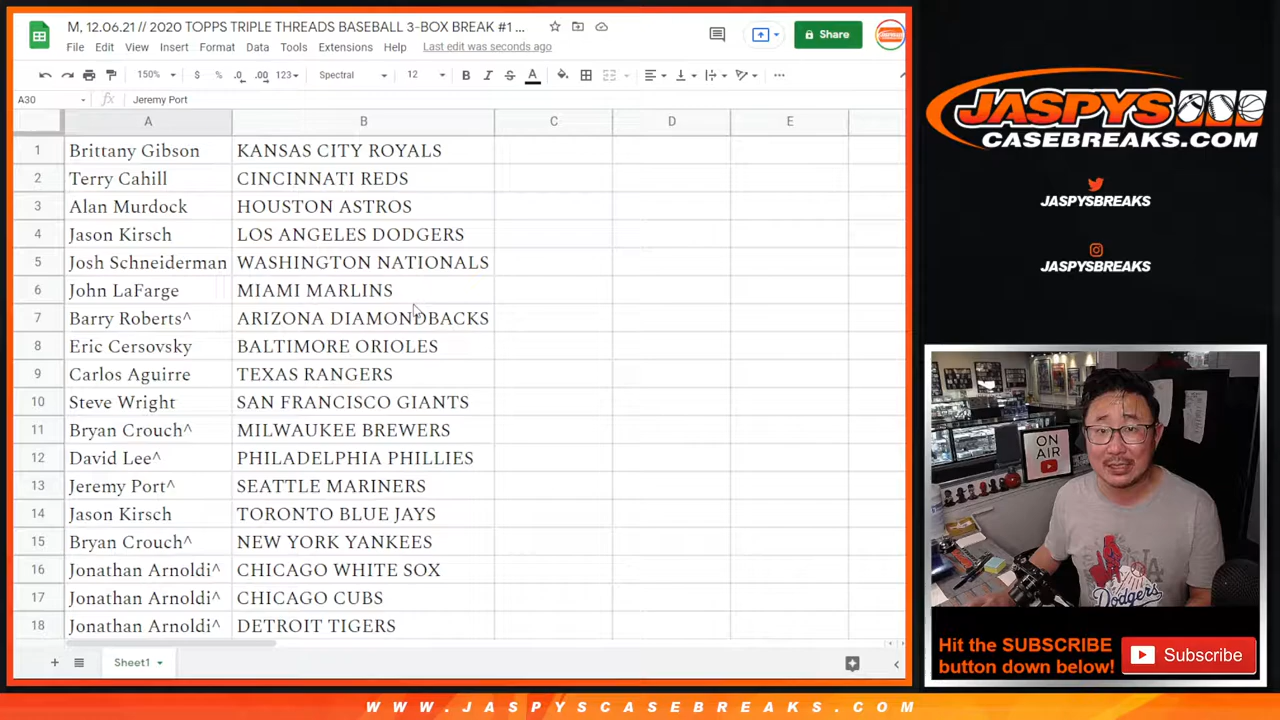 M, 12.06.21 // 2020 TOPPS TRIPLE THREADS BASEBALL 3-BOX BREAK #1 ...
File Edit View Insert Format Data Tools Extensions Help Last edit was seconds ago
Share
150% $ % .0 .00 123 Spectral 12 B I S A
A30 fx Jeremy Port
A B C D E
1 Brittany Gibson KANSAS CITY ROYALS
2 Terry Cahill CINCINNATI REDS
3 Alan Murdock HOUSTON ASTROS
4 Jason Kirsch LOS ANGELES DODGERS
5 Josh Schneiderman WASHINGTON NATIONALS
6 John LaFarge MIAMI MARLINS
7 Barry Roberts^ ARIZONA DIAMONDBACKS
8 Eric Cersovsky BALTIMORE ORIOLES
9 Carlos Aguirre TEXAS RANGERS
10 Steve Wright SAN FRANCISCO GIANTS
11 Bryan Crouch^ MILWAUKEE BREWERS
12 David Lee^ PHILADELPHIA PHILLIES
13 Jeremy Port^ SEATTLE MARINERS
14 Jason Kirsch TORONTO BLUE JAYS
15 Bryan Crouch^ NEW YORK YANKEES
16 Jonathan Arnoldi^ CHICAGO WHITE SOX
17 Jonathan Arnoldi^ CHICAGO CUBS
18 Jonathan Arnoldi^ DETROIT TIGERS
Sheet1
JASPYS
CASEBREAKS.COM
JASPYSBREAKS
JASPYSBREAKS
ON
AIR
Dodgers
Hit the SUBSCRIBE
button down below!
Subscribe
WWW.JASPYSCASEBREAKS.COM